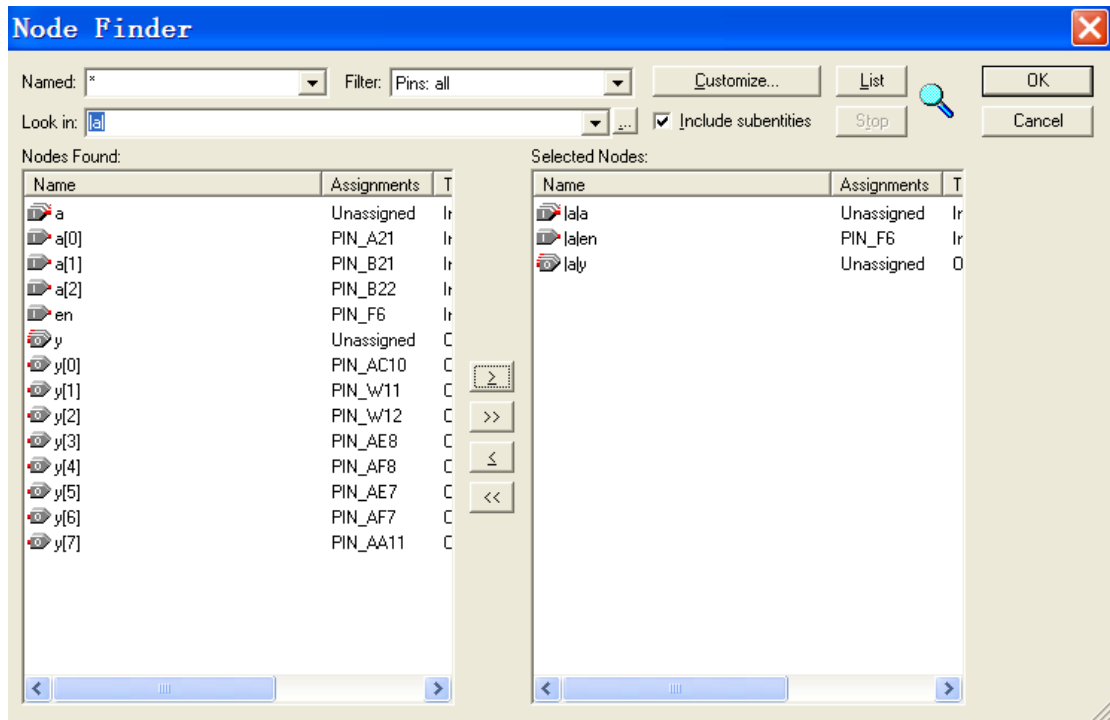 Node Finder
Named: * Filter: Pins: all Customize... List OK
Look in: |a| ... Include subentities Stop Cancel
Nodes Found: Selected Nodes:
Name Assignments T Name Assignments T
a Unassigned In |a|a Unassigned In
a[0] PIN_A21 In |a|en PIN_F6 In
a[1] PIN_B21 In |a|y Unassigned O
a[2] PIN_B22 In
en PIN_F6 In
y Unassigned O
y[0] PIN_AC10 O
y[1] PIN_W11 O
y[2] PIN_W12 O
y[3] PIN_AE8 O
y[4] PIN_AF8 O
y[5] PIN_AE7 O
y[6] PIN_AF7 O
y[7] PIN_AA11 O
>
>>
<
<<